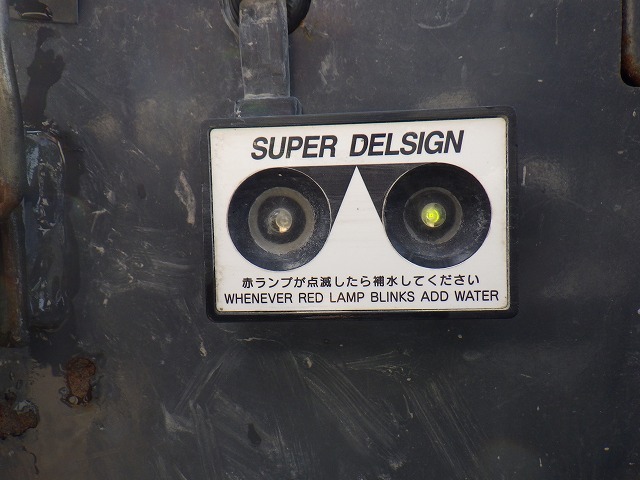 SUPER DELSIGN
赤ランプが点滅したら補水してください
WHENEVER RED LAMP BLINKS ADD WATER